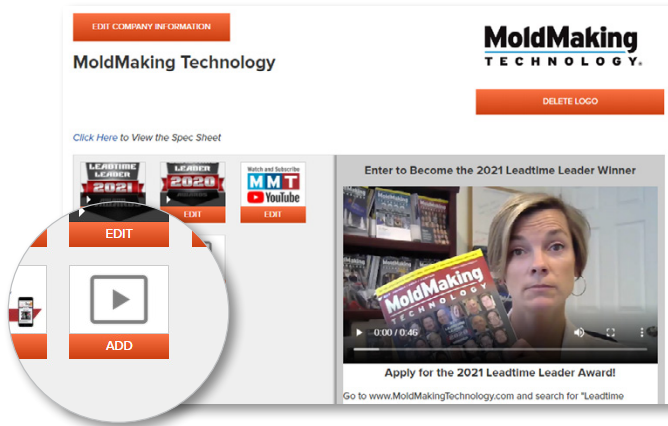 EDIT COMPANY INFORMATION
MoldMaking
TECHNOLOGY.
MoldMaking Technology
DELETE LOGO
Click Here to View the Spec Sheet
LEADTIME
LEADER
2021
EDIT
LEADER
2020
EDIT
Watch and Subscribe
MMT
YouTube
EDIT
ADD
Enter to Become the 2021 Leadtime Leader Winner
MoldMaking
TECHNOLOGY
0:00 / 0:46
Apply for the 2021 Leadtime Leader Award!
Go to www.MoldMakingTechnology.com and search for "Leadtime